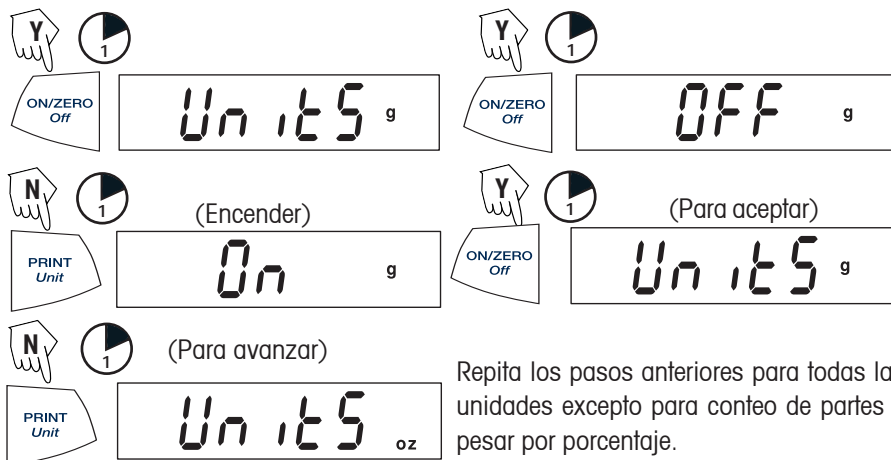 Y
1
ON/ZERO
Off
UnitS g
Y
1
ON/ZERO
Off
OFF g
N
1
(Encender)
PRINT
Unit
On g
Y
1
(Para aceptar)
ON/ZERO
Off
UnitS g
N
1
(Para avanzar)
PRINT
Unit
UnitS oz
Repita los pasos anteriores para todas la
unidades excepto para conteo de partes
pesar por porcentaje.